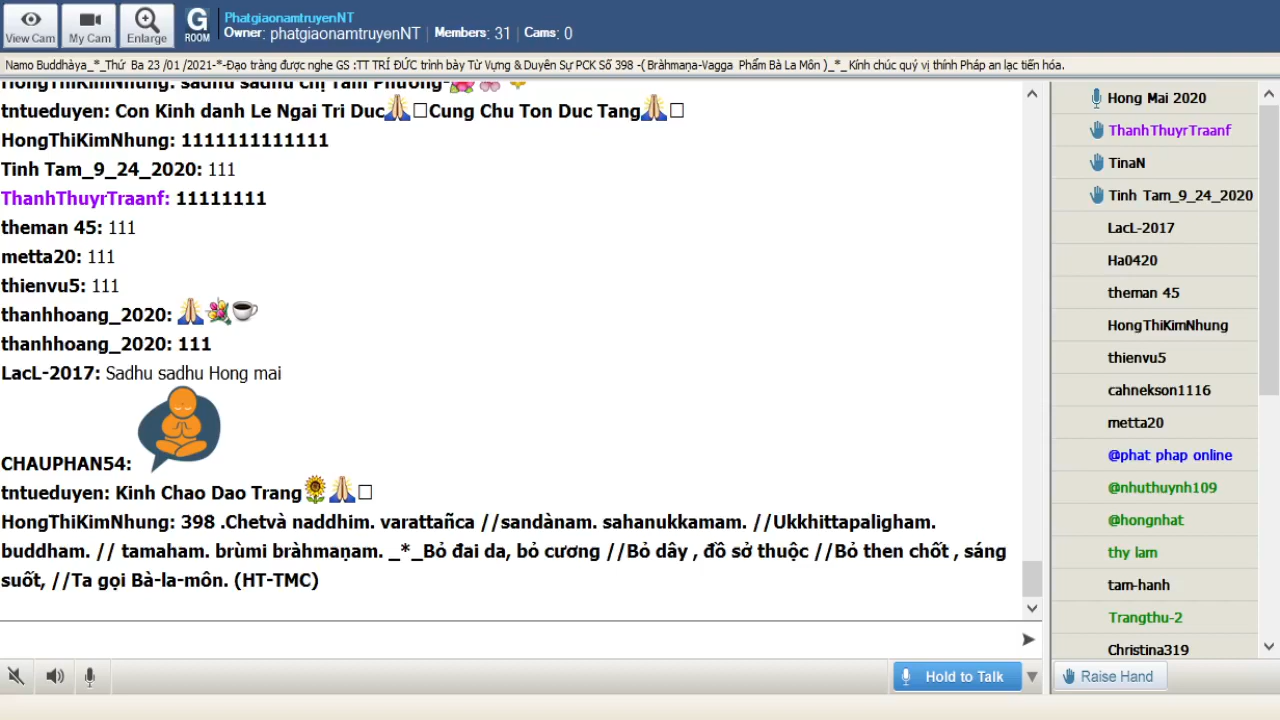 View Cam
My Cam
Enlarge
G
ROOM
PhatgiaonamtruyenNT
Owner: phatgiaonamtruyenNT | Members: 31 | Cams: 0
Namo Buddhàya_*_Thứ Ba 23 /01 /2021-*-Đạo tràng được nghe GS :TT TRÍ ĐỨC trình bày Từ Vựng & Duyên Sự PCK Số 398 -( Bràhmaṇa-Vagga Phẩm Bà La Môn )_*_ Kính chúc quý vị thính Pháp an lạc tiến hóa.
HongThiKimNhung: sadhu sadhu chị Tam Phương-
tntueduyen: Con Kinh danh Le Ngai Tri Duc🙏Cung Chu Ton Duc Tang🙏
HongThiKimNhung: 1111111111111
Tinh Tam_9_24_2020: 111
ThanhThuyrTraanf: 11111111
theman 45: 111
metta20: 111
thienvu5: 111
thanhhoang_2020: 🙏💐☕
thanhhoang_2020: 111
LacL-2017: Sadhu sadhu Hong mai
CHAUPHAN54:
tntueduyen: Kinh Chao Dao Trang🌻🙏
HongThiKimNhung: 398 .Chetvà naddhim. varattañca //sandànam. sahanukkamam. //Ukkhittapaligham.
buddham. // tamaham. brùmi bràhmaṇam. _*_Bỏ đai da, bỏ cương //Bỏ dây , đồ sở thuộc //Bỏ then chốt , sáng
suốt, //Ta gọi Bà-la-môn. (HT-TMC)
Hold to Talk
Hong Mai 2020
ThanhThuyrTraanf
TinaN
Tinh Tam_9_24_2020
LacL-2017
Ha0420
theman 45
HongThiKimNhung
thienvu5
cahnekson1116
metta20
@phat phap online
@nhuthuynh109
@hongnhat
thy lam
tam-hanh
Trangthu-2
Christina319
Raise Hand